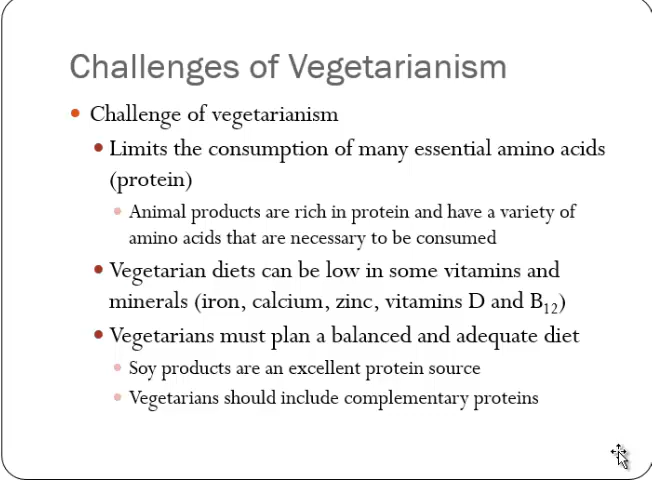 Challenges of Vegetarianism
Challenge of vegetarianism
Limits the consumption of many essential amino acids
(protein)
Animal products are rich in protein and have a variety of
amino acids that are necessary to be consumed
Vegetarian diets can be low in some vitamins and
minerals (iron, calcium, zinc, vitamins D and B12)
Vegetarians must plan a balanced and adequate diet
Soy products are an excellent protein source
Vegetarians should include complementary proteins